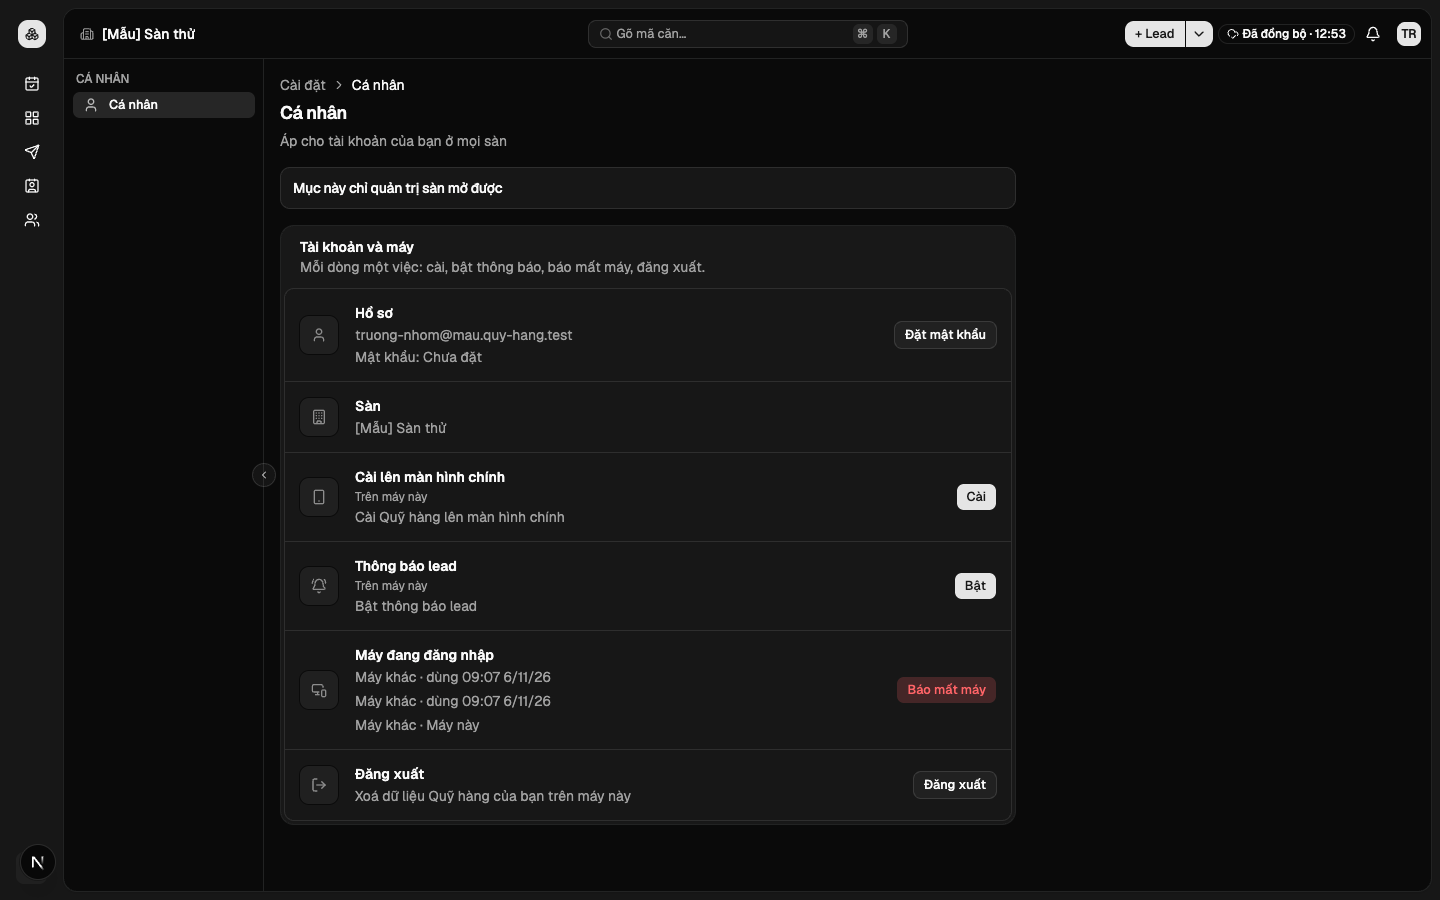 [Mẫu] Sàn thử
Gõ mã căn...
⌘ K
+ Lead
Đã đồng bộ · 12:53
TR
CÁ NHÂN
Cá nhân
Cài đặt > Cá nhân
Cá nhân
Áp cho tài khoản của bạn ở mọi sàn
Mục này chỉ quản trị sàn mở được
Tài khoản và máy
Mỗi dòng một việc: cài, bật thông báo, báo mất máy, đăng xuất.
Hồ sơ
truong-nhom@mau.quy-hang.test
Mật khẩu: Chưa đặt
Đặt mật khẩu
Sàn
[Mẫu] Sàn thử
Cài lên màn hình chính
Trên máy này
Cài Quỹ hàng lên màn hình chính
Cài
Thông báo lead
Trên máy này
Bật thông báo lead
Bật
Máy đang đăng nhập
Máy khác · dùng 09:07 6/11/26
Máy khác · dùng 09:07 6/11/26
Máy khác · Máy này
Báo mất máy
Đăng xuất
Xoá dữ liệu Quỹ hàng của bạn trên máy này
Đăng xuất
N